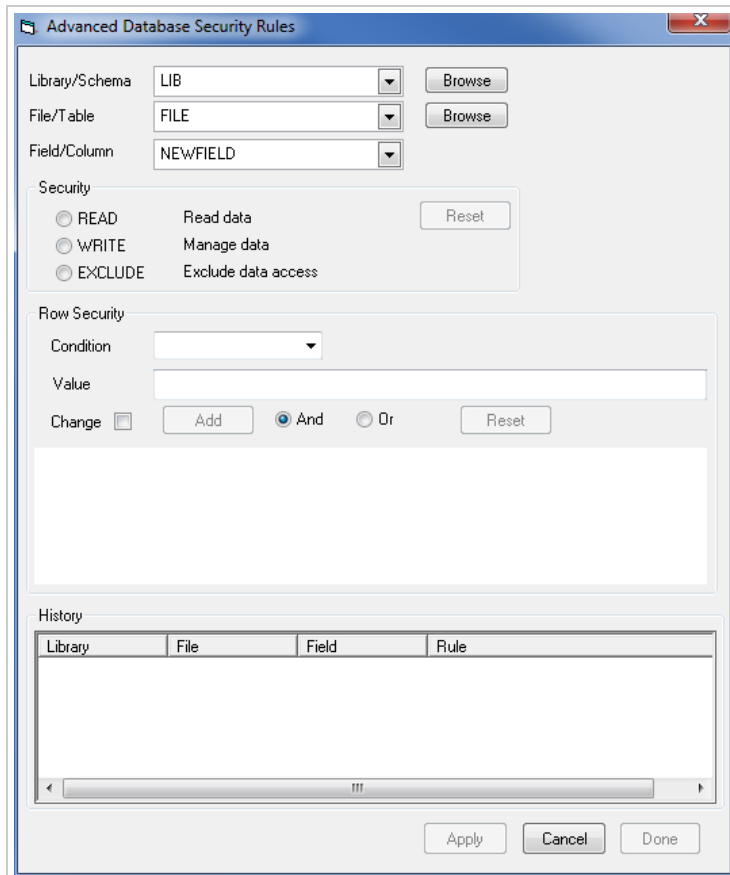 Advanced Database Security Rules
Library/Schema LIB Browse
File/Table FILE Browse
Field/Column NEWFIELD
Security
READ Read data Reset
WRITE Manage data
EXCLUDE Exclude data access
Row Security
Condition
Value
Change Add And Or Reset
History
Library File Field Rule
Apply Cancel Done